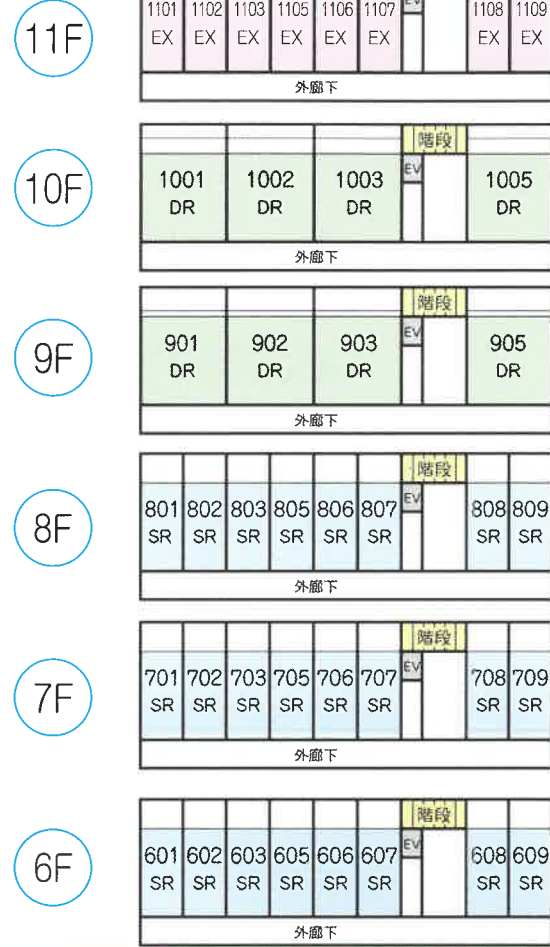 11F
1101 1102 1103 1105 1106 1107 1108 1109
EX EX EX EX EX EX EX EX
外廊下
階段
10F
EV
1001 1002 1003 1005
DR DR DR DR
外廊下
階段
9F
EV
901 902 903 905
DR DR DR DR
外廊下
階段
8F
EV
801 802 803 805 806 807 808 809
SR SR SR SR SR SR SR SR
外廊下
階段
7F
EV
701 702 703 705 706 707 708 709
SR SR SR SR SR SR SR SR
外廊下
階段
6F
EV
601 602 603 605 606 607 608 609
SR SR SR SR SR SR SR SR
外廊下